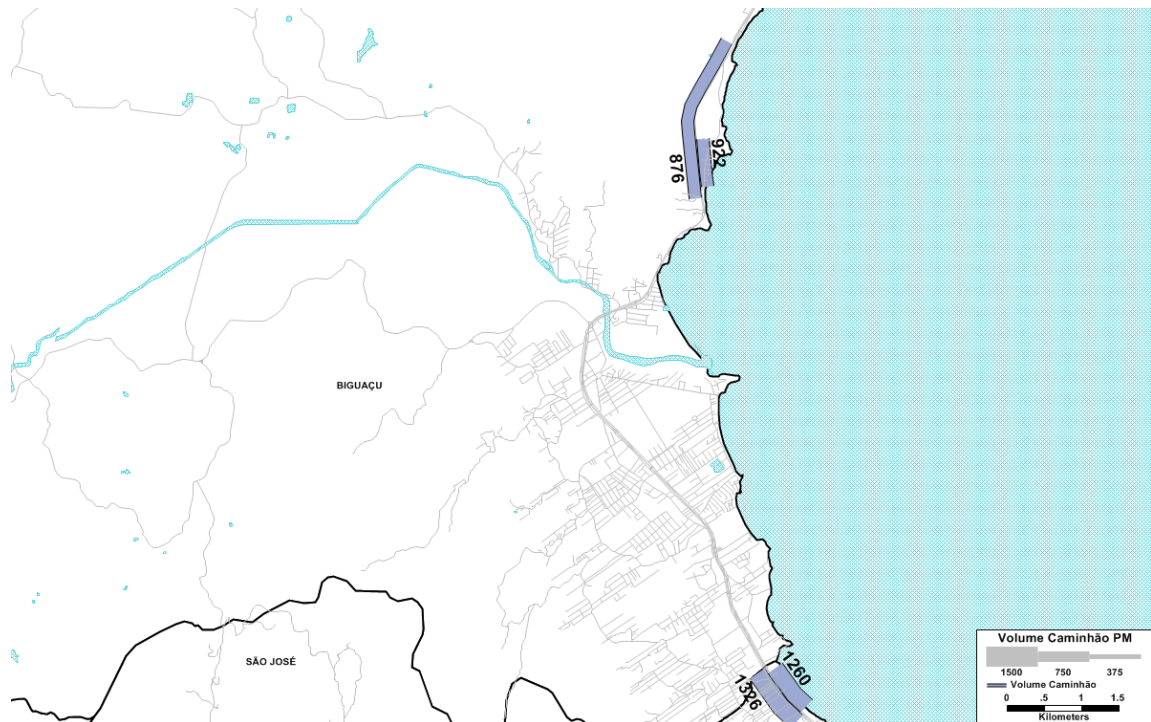 922
876
BIGUAÇU
SÃO JOSÉ
1260
1326
Volume Caminhão PM
1500 750 375
Volume Caminhão
0 .5 1 1.5
Kilometers